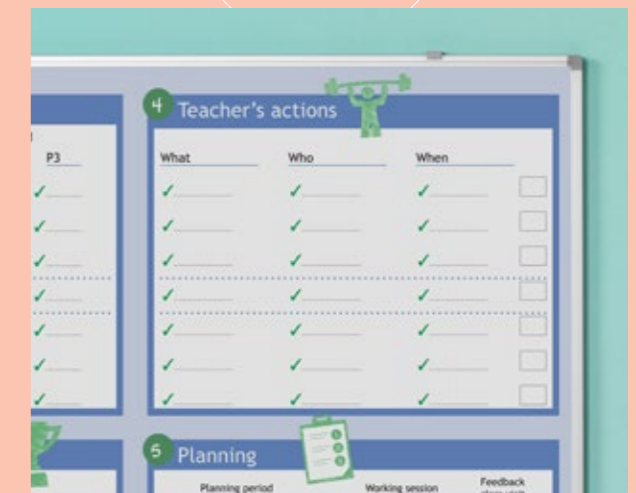 4 Teacher's actions
P3
What Who When
5 Planning
Planning period Working session Feedback